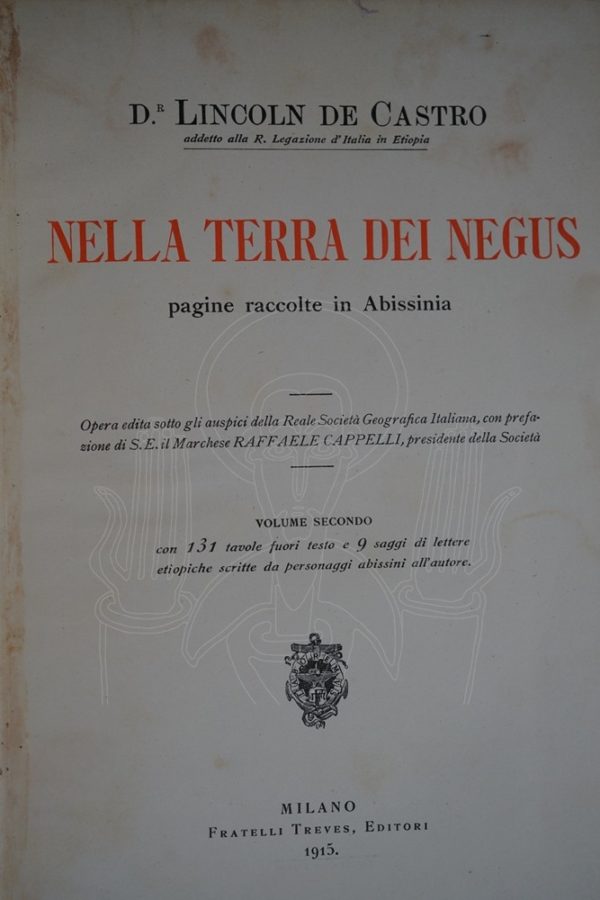 D.R LINCOLN DE CASTRO
addetto alla R. Legazione d'Italia in Etiopia
NELLA TERRA DEI NEGUS
pagine raccolte in Abissinia
Opera edita sotto gli auspici della Reale Società Geografica Italiana, con prefa-
zione di S. E. il Marchese RAFFAELE CAPPELLI, presidente della Società
VOLUME SECONDO
con 131 tavole fuori testo e 9 saggi di lettere
etiopiche scritte da personaggi abissini all'autore.
MILANO
FRATELLI TREVES, EDITORI
1915.